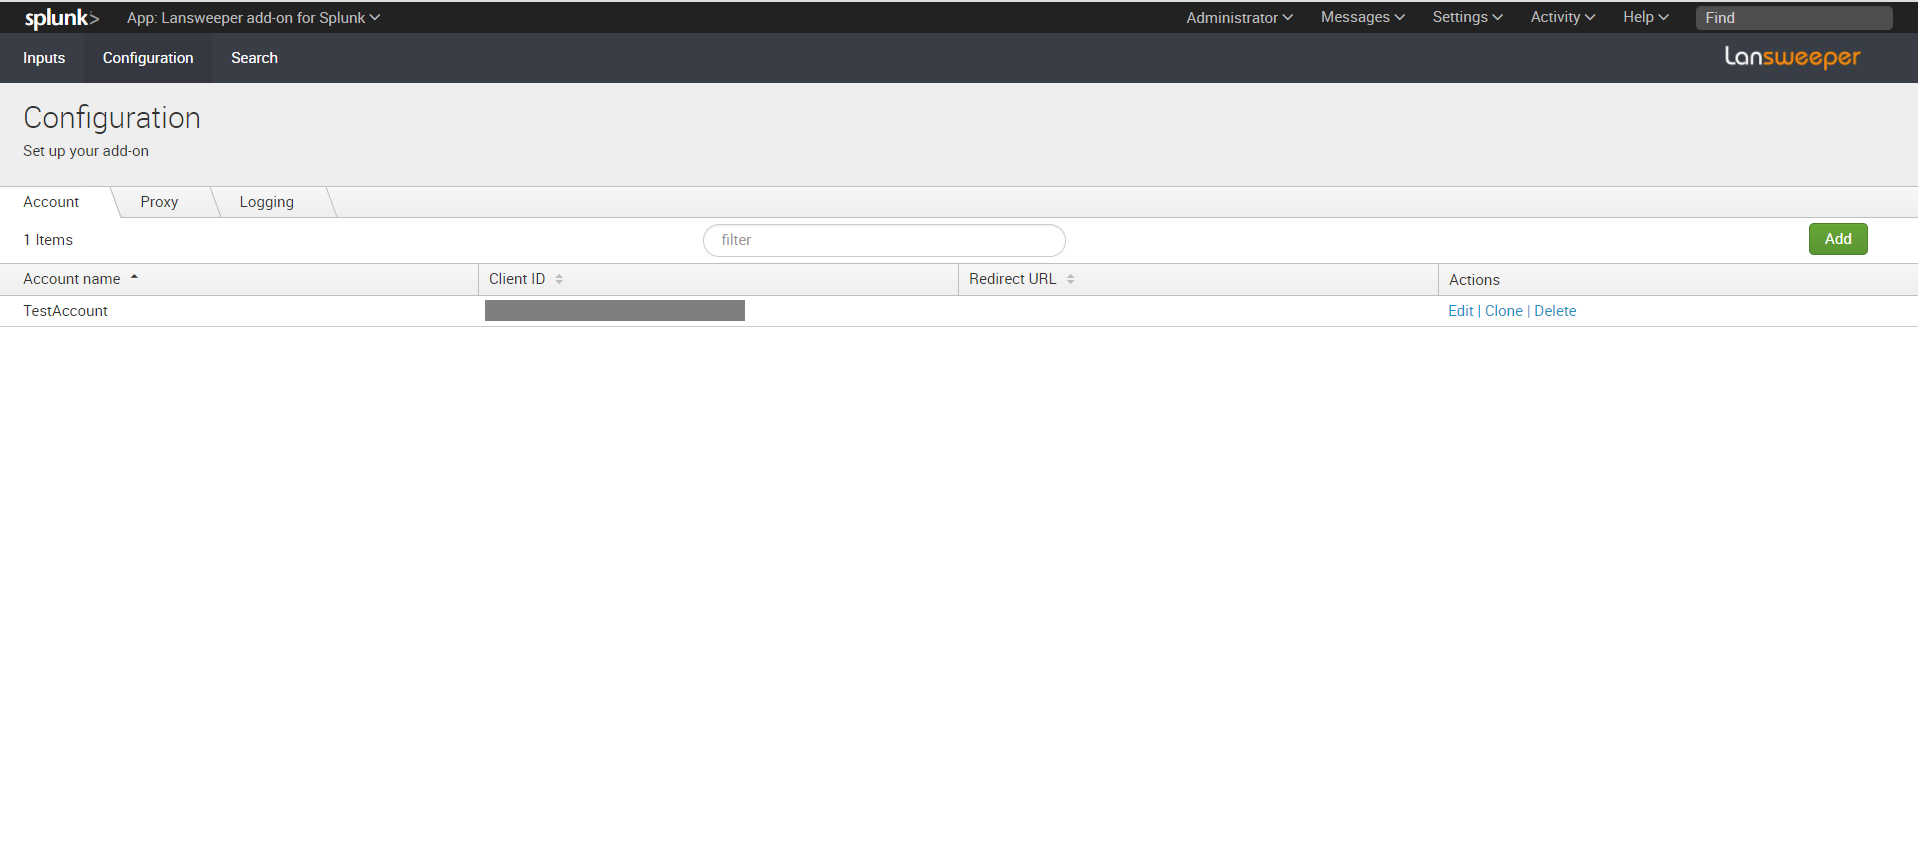 splunk> App: Lansweeper add-on for Splunk Administrator Messages Settings Activity Help Find
Inputs Configuration Search Lansweeper
Configuration
Set up your add-on
Account Proxy Logging
1 Items filter Add
Account name Client ID Redirect URL Actions
TestAccount Edit | Clone | Delete